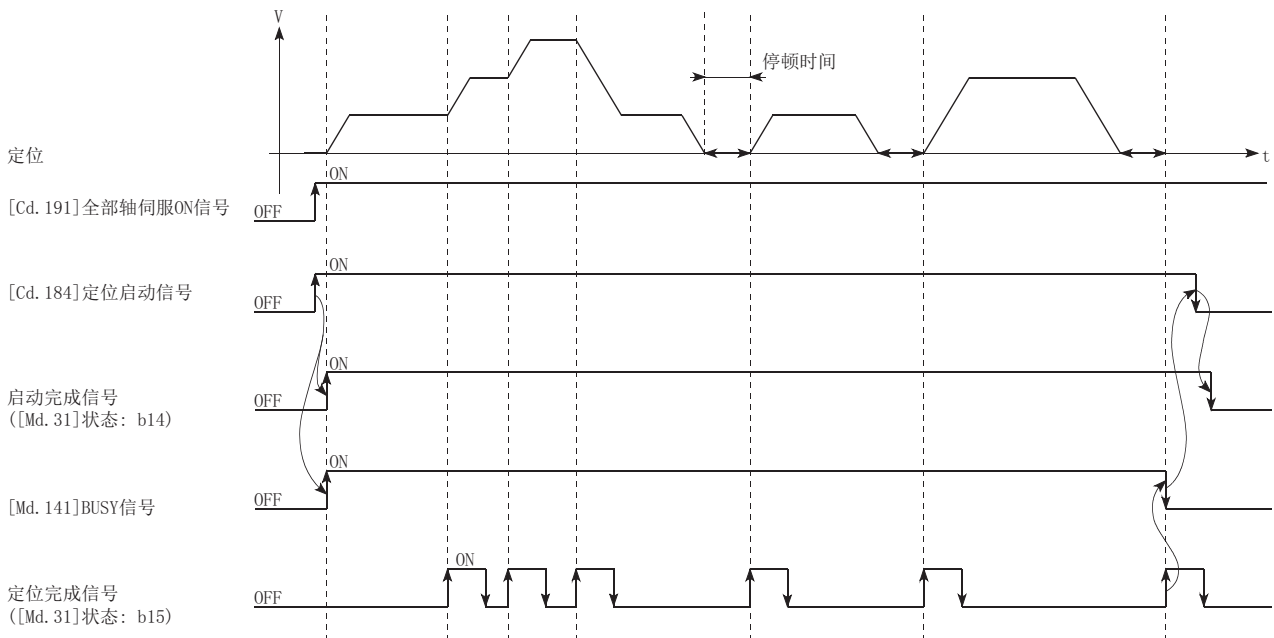 V
停顿时间
定位
t
ON
[Cd.191]全部轴伺服ON信号
OFF
ON
[Cd.184]定位启动信号
OFF
ON
启动完成信号
OFF
([Md.31]状态: b14)
ON
[Md.141]BUSY信号
OFF
ON
定位完成信号
OFF
([Md.31]状态: b15)